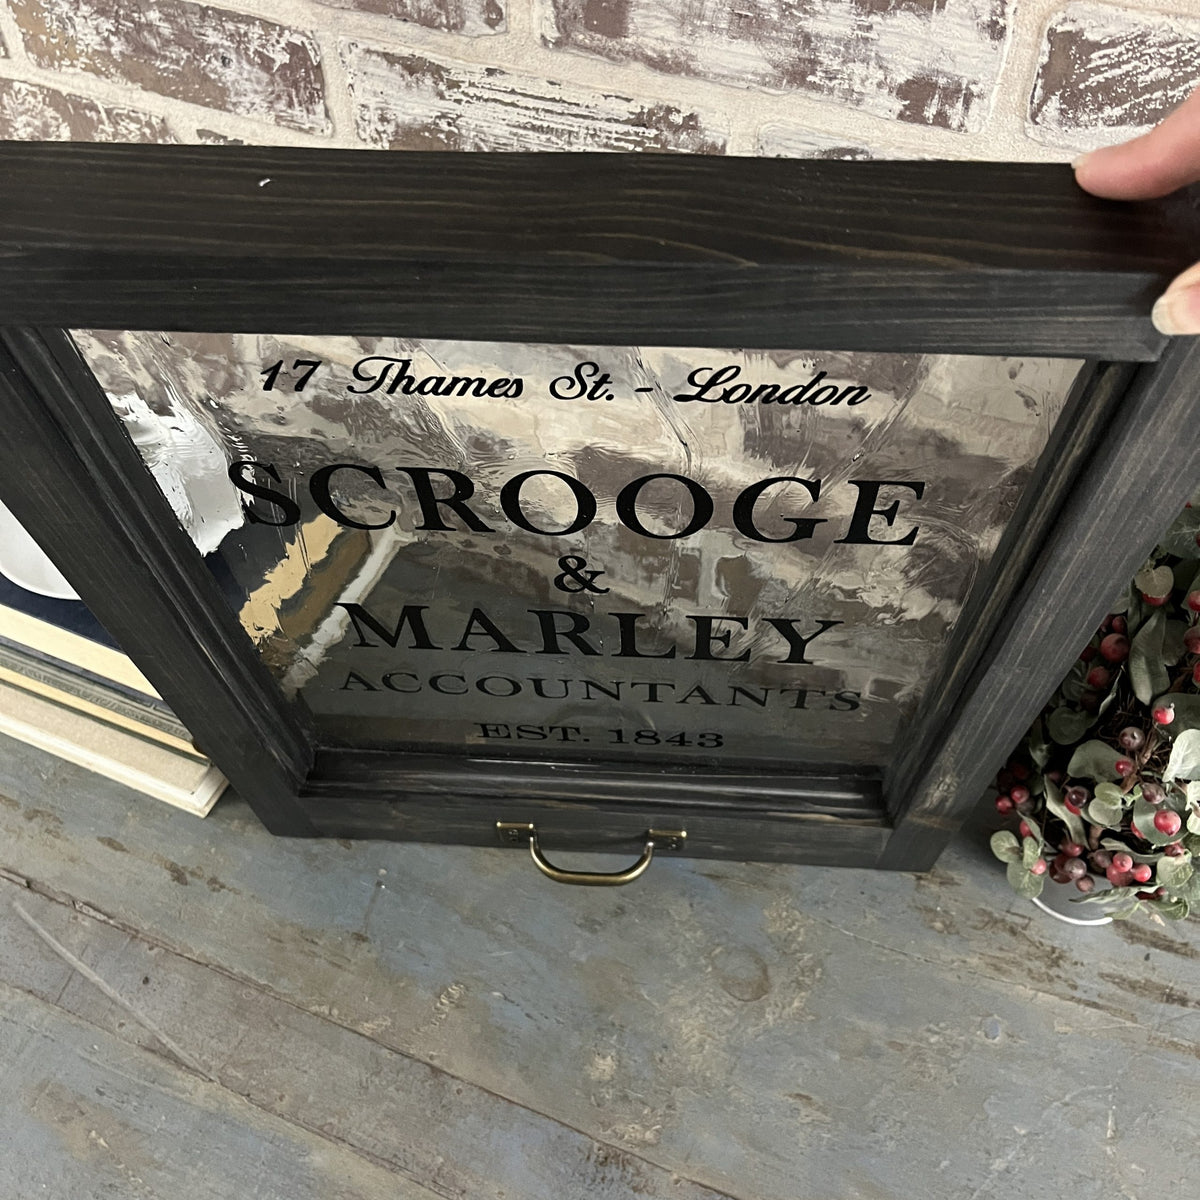 17 Thames St. - London
SCROOGE
&
MARLEY
ACCOUNTANTS
EST. 1843